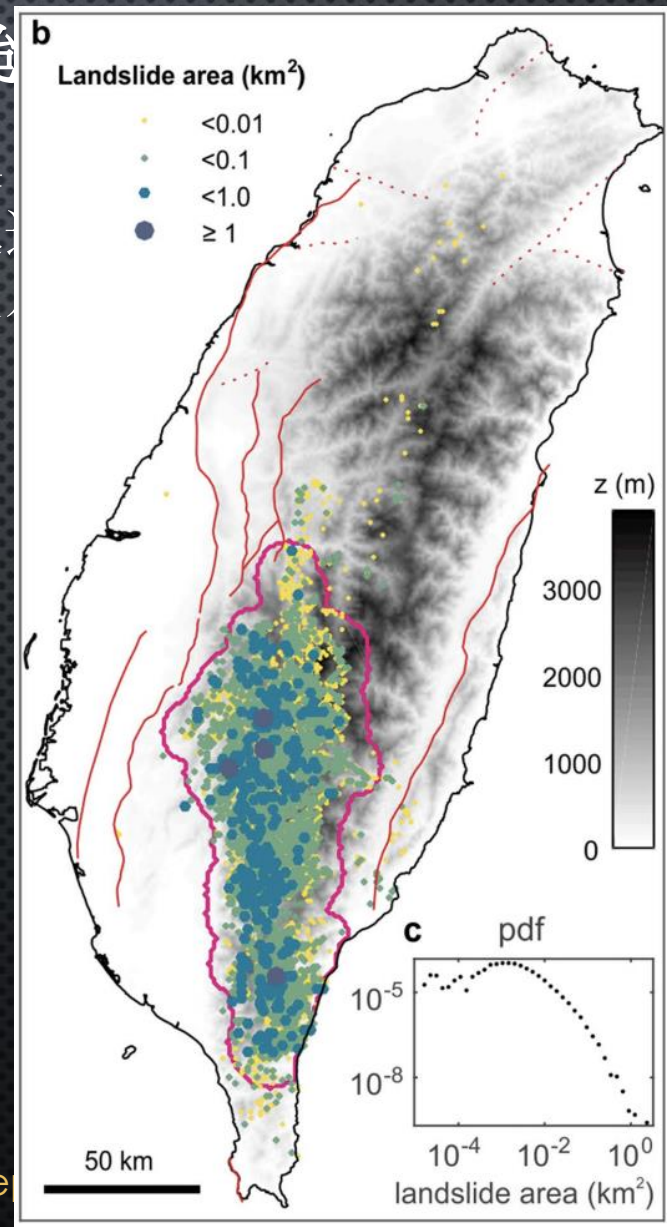 b
Landslide area (km²)
<0.01
<0.1
<1.0
≥ 1
z (m)
3000
2000
1000
0
c
pdf
10⁻⁵
10⁻⁸
10⁻⁴ 10⁻² 10⁰
landslide area (km²)
50 km